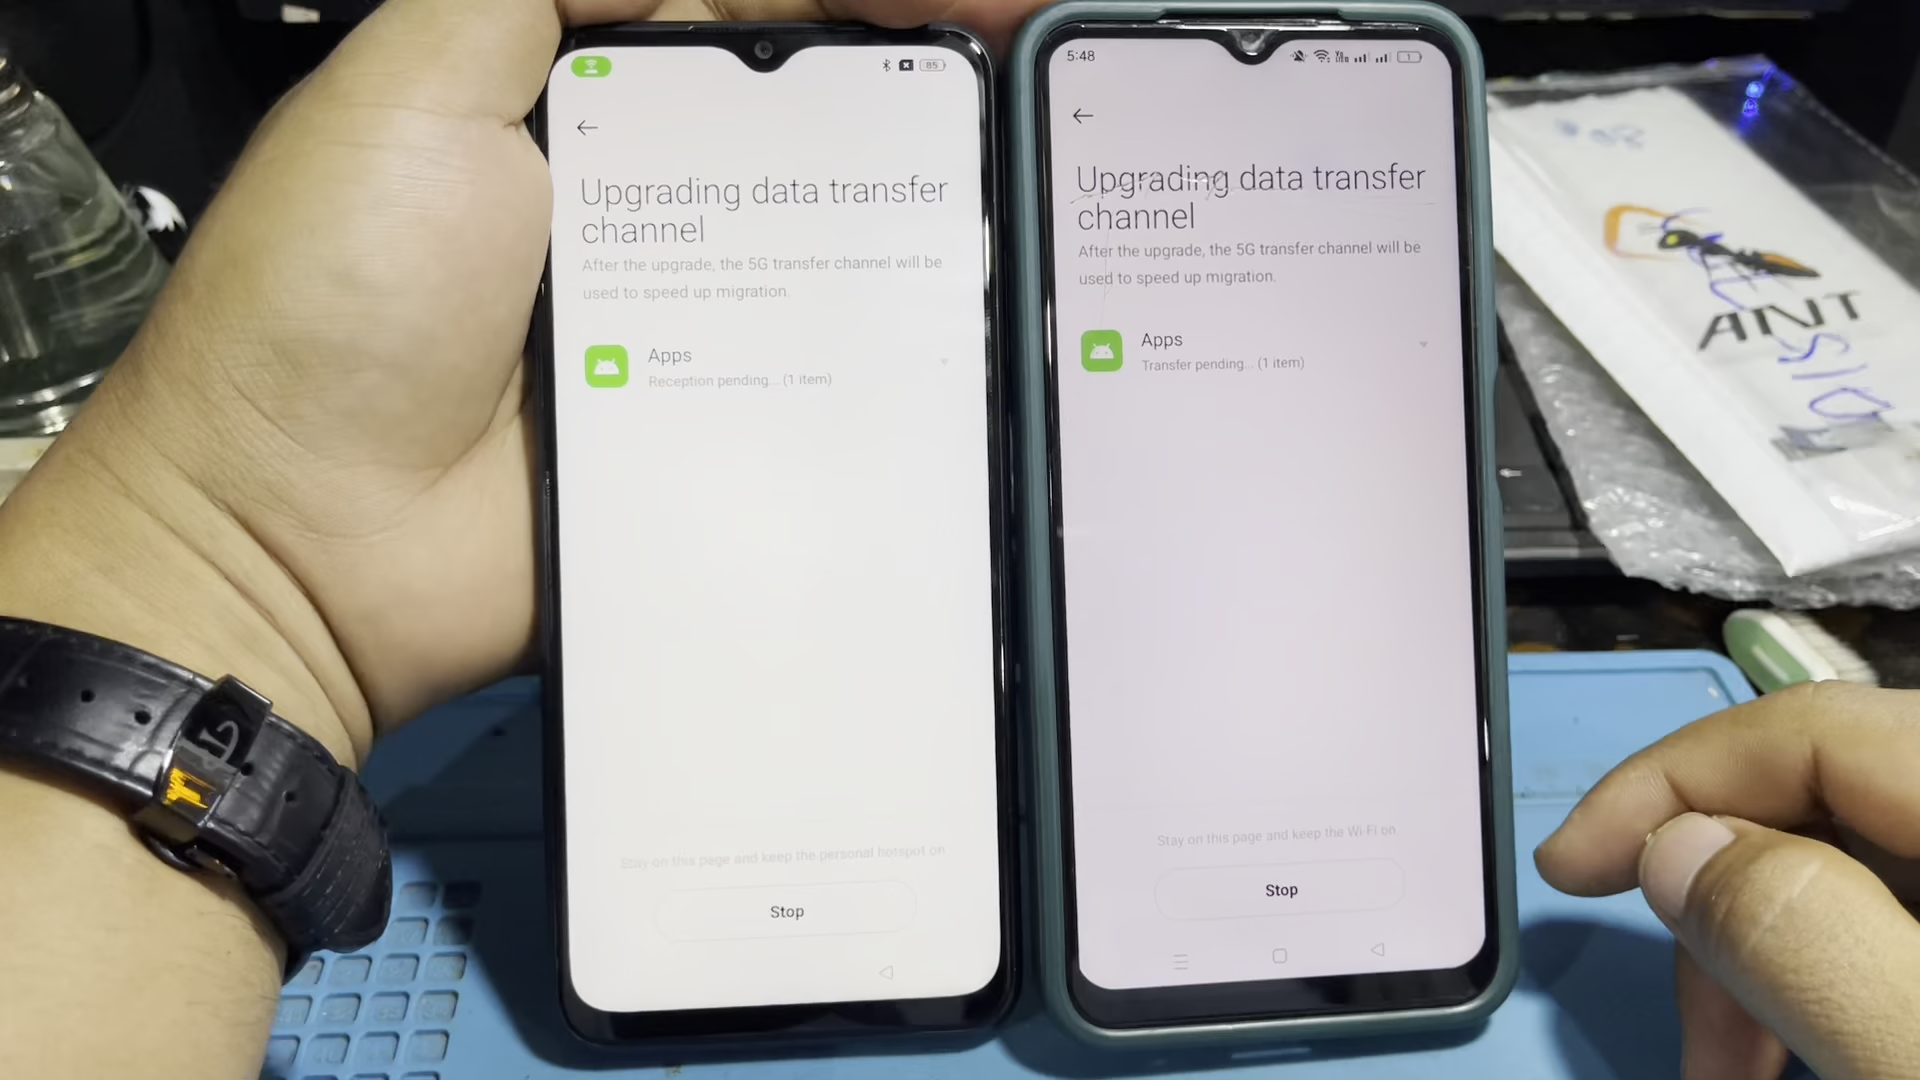 85
Upgrading data transfer
channel
After the upgrade, the 5G transfer channel will be
used to speed up migration.
Apps
Reception pending... (1 item)
Stay on this page and keep the personal hotspot on
Stop
5:48
1
Upgrading data transfer
channel
After the upgrade, the 5G transfer channel will be
used to speed up migration.
Apps
Transfer pending... (1 item)
Stay on this page and keep the Wi-Fi on
Stop
ANT